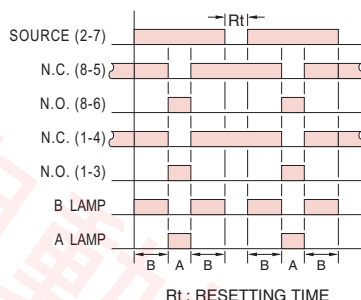 Rt
SOURCE (2-7)
N.C. (8-5)
N.O. (8-6)
N.C. (1-4)
N.O. (1-3)
B LAMP
A LAMP
B A B B A B
Rt : RESETTING TIME